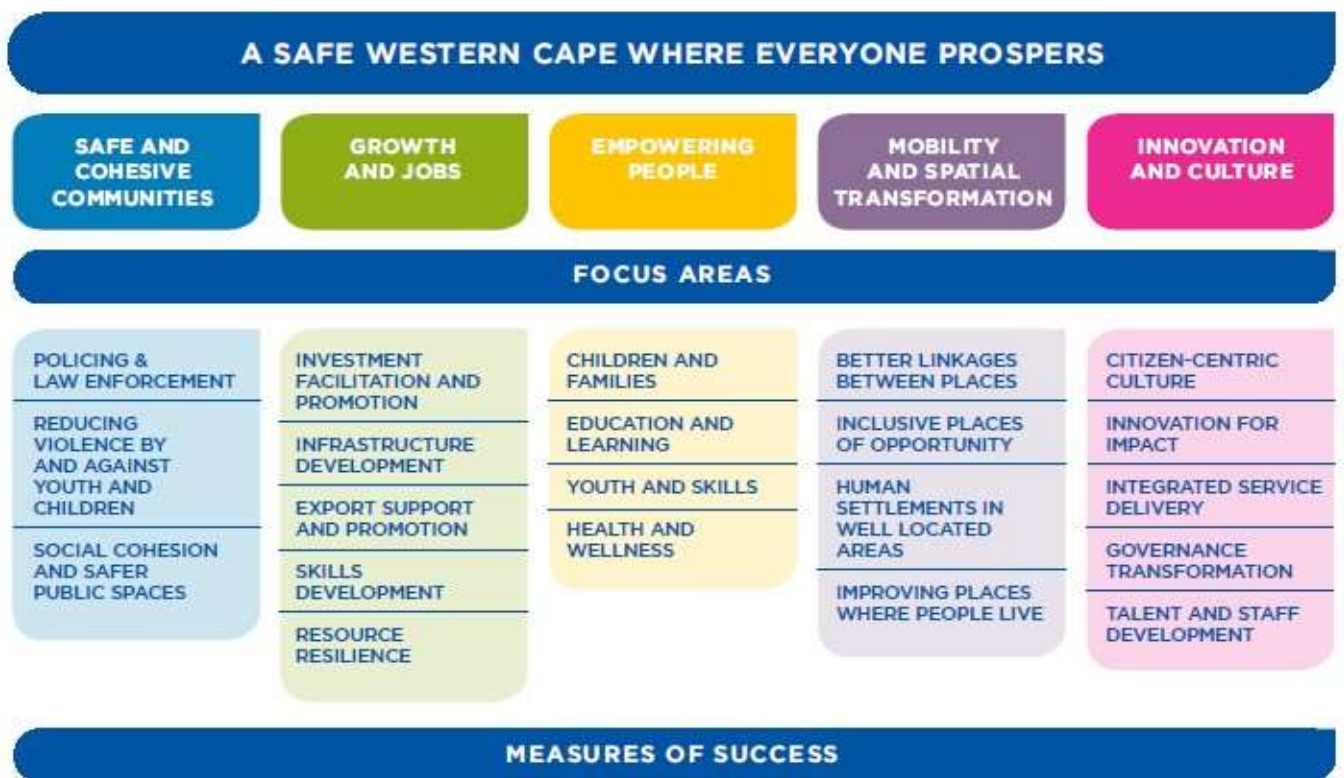 A SAFE WESTERN CAPE WHERE EVERYONE PROSPERS
SAFE AND
COHESIVE
COMMUNITIES
GROWTH
AND JOBS
EMPOWERING
PEOPLE
MOBILITY
AND SPATIAL
TRANSFORMATION
INNOVATION
AND CULTURE
FOCUS AREAS
POLICING &
LAW ENFORCEMENT
REDUCING
VIOLENCE BY
AND AGAINST
YOUTH AND
CHILDREN
SOCIAL COHESION
AND SAFER
PUBLIC SPACES
INVESTMENT
FACILITATION AND
PROMOTION
INFRASTRUCTURE
DEVELOPMENT
EXPORT SUPPORT
AND PROMOTION
SKILLS
DEVELOPMENT
RESOURCE
RESILIENCE
CHILDREN AND
FAMILIES
EDUCATION AND
LEARNING
YOUTH AND SKILLS
HEALTH AND
WELLNESS
BETTER LINKAGES
BETWEEN PLACES
INCLUSIVE PLACES
OF OPPORTUNITY
HUMAN
SETTLEMENTS IN
WELL LOCATED
AREAS
IMPROVING PLACES
WHERE PEOPLE LIVE
CITIZEN-CENTRIC
CULTURE
INNOVATION FOR
IMPACT
INTEGRATED SERVICE
DELIVERY
GOVERNANCE
TRANSFORMATION
TALENT AND STAFF
DEVELOPMENT
MEASURES OF SUCCESS